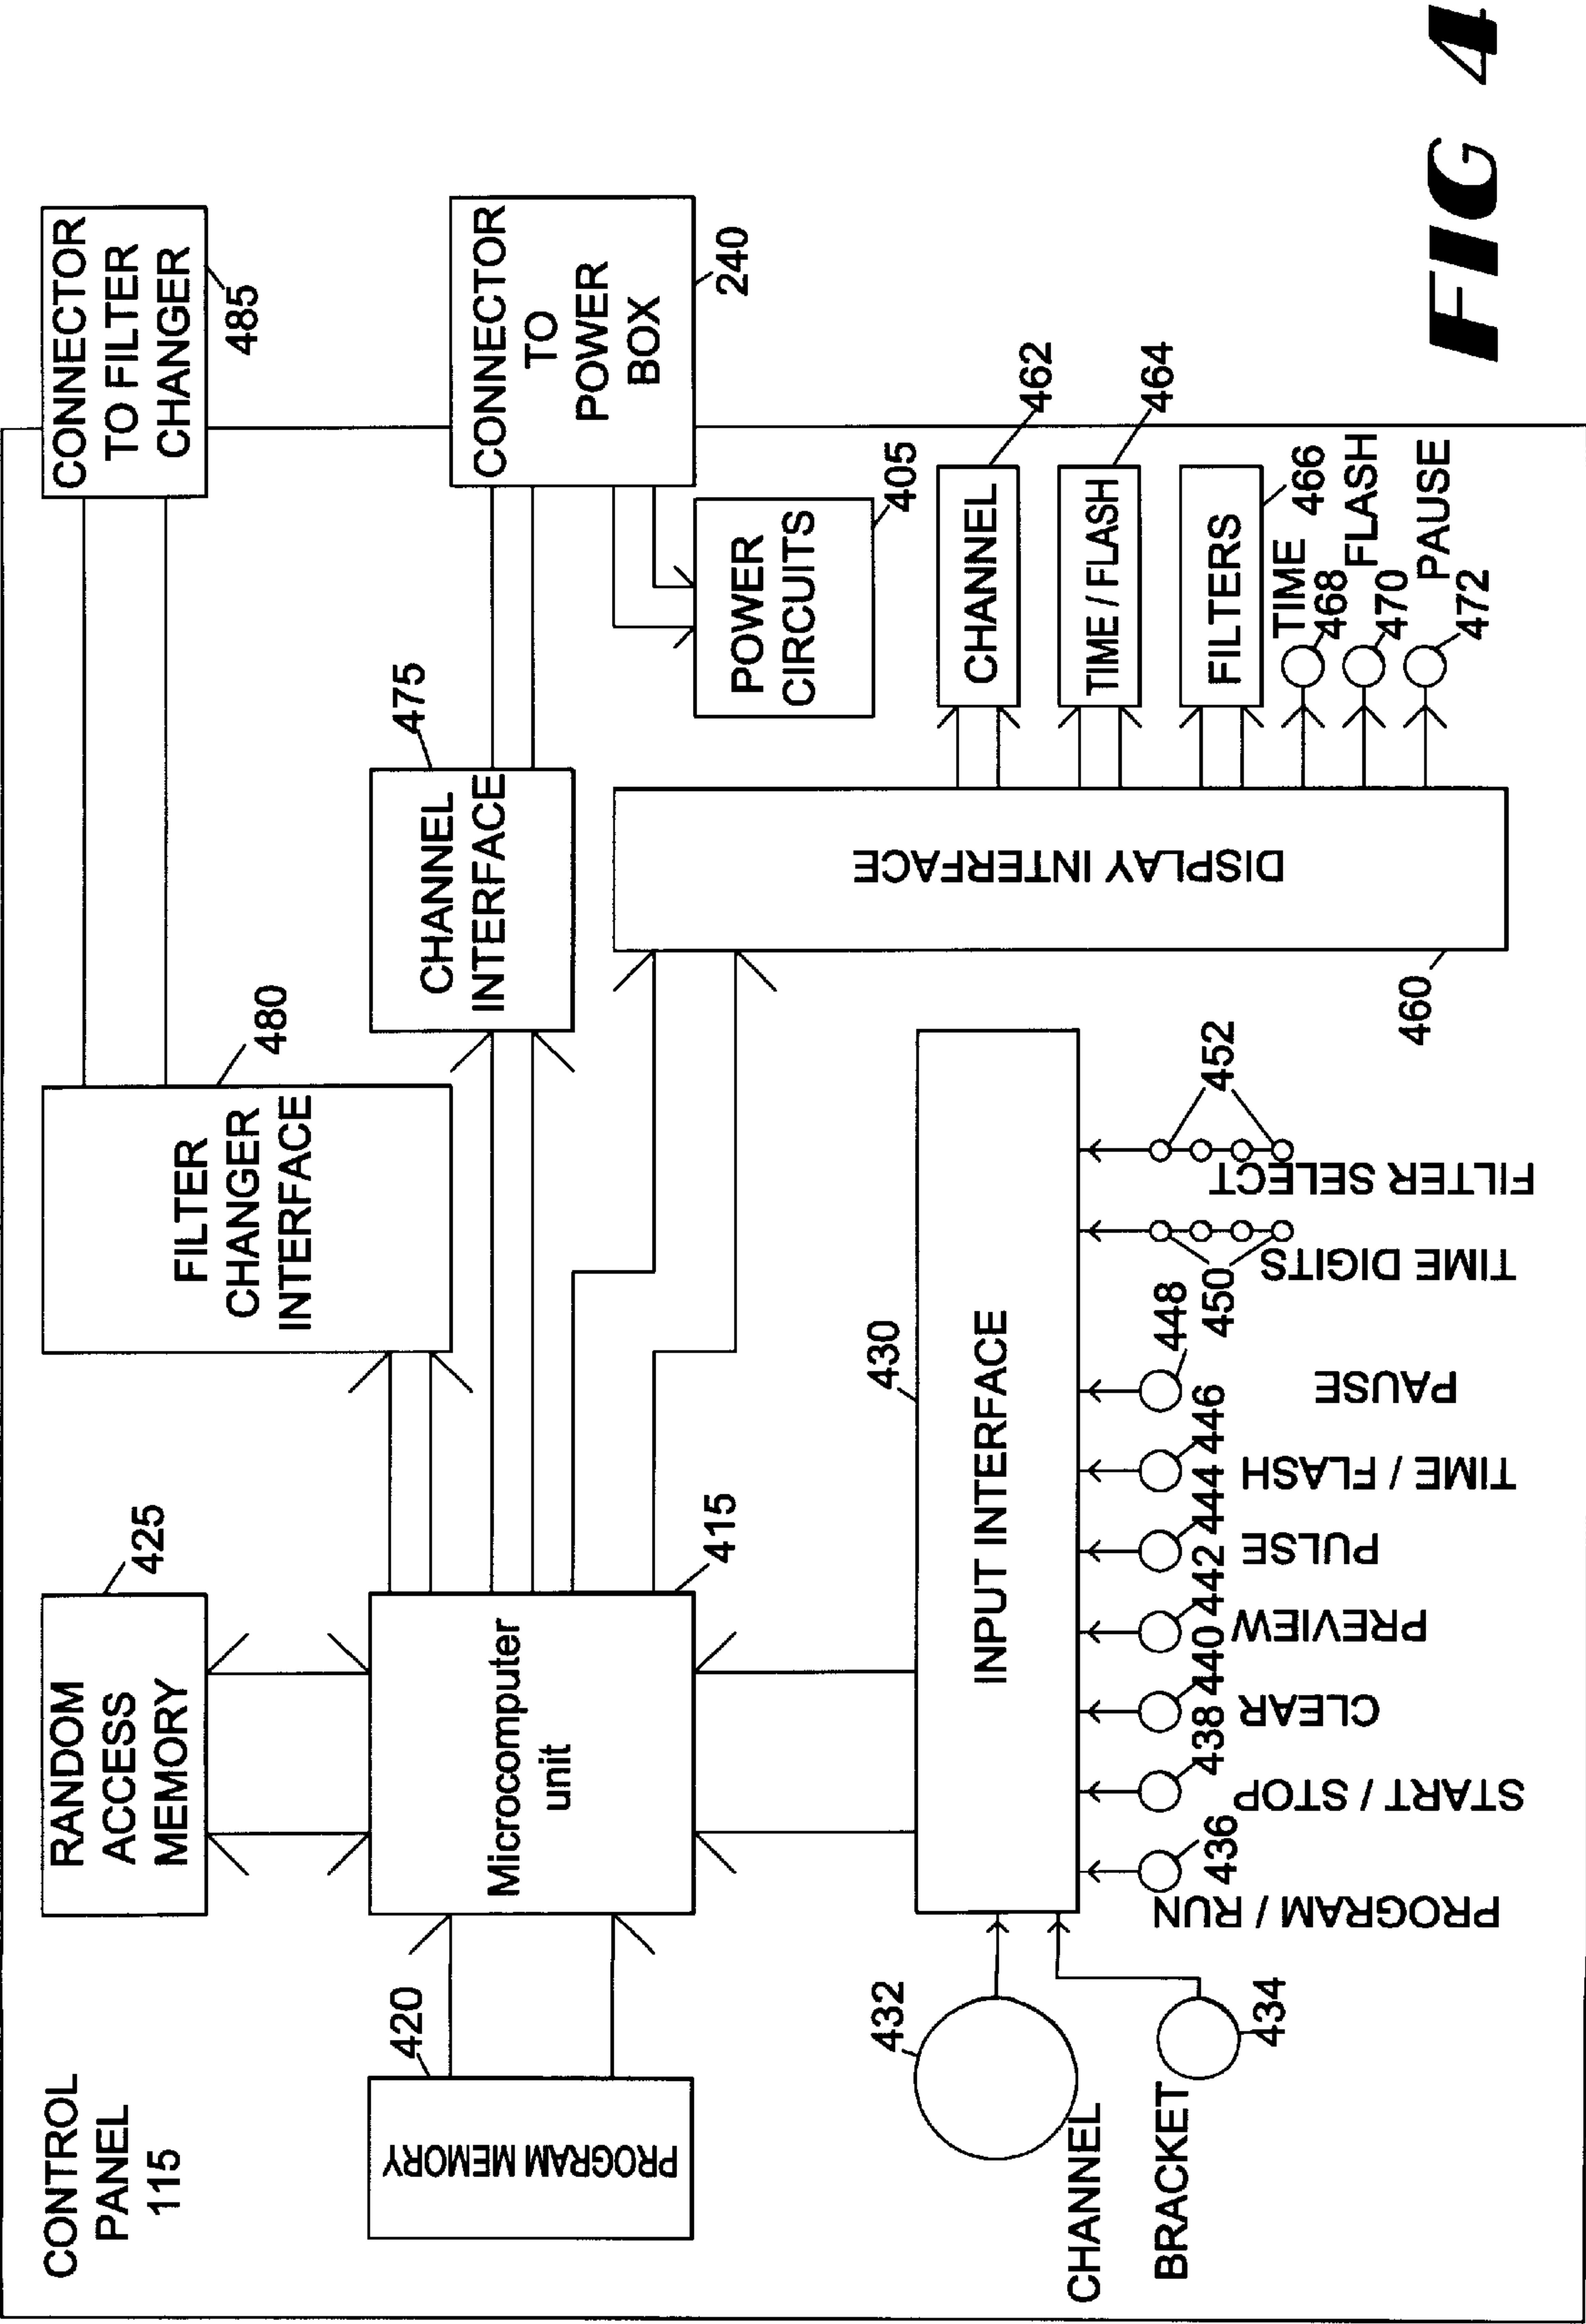 CONTROL
PANEL
115
RANDOM
ACCESS
MEMORY
425
FILTER
CHANGER
INTERFACE
480
CONNECTOR
TO FILTER
CHANGER
485
PROGRAM MEMORY
420
Microcomputer
unit
415
CHANNEL
INTERFACE
475
CONNECTOR
TO
POWER
BOX
240
POWER
CIRCUITS
405
DISPLAY INTERFACE
460
CHANNEL
462
TIME / FLASH
464
FILTERS
466
TIME
468
FLASH
470
PAUSE
472
INPUT INTERFACE
430
432
CHANNEL
434
BRACKET
436
PROGRAM / RUN
438
START / STOP
440
CLEAR
442
PREVIEW
444
PULSE
446
TIME / FLASH
448
PAUSE
450
TIME DIGITS
452
FILTER SELECT
FIG 4